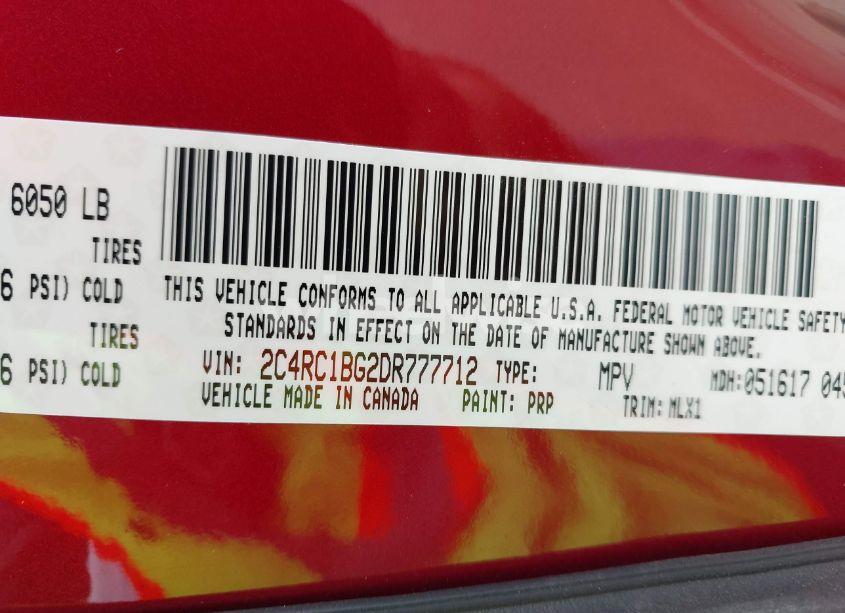 6050 LB
TIRES
6 PSI) COLD
TIRES
6 PSI) COLD
THIS VEHICLE CONFORMS TO ALL APPLICABLE U.S.A. FEDERAL MOTOR VEHICLE SAFETY
STANDARDS IN EFFECT ON THE DATE OF MANUFACTURE SHOWN ABOVE.
VIN: 2C4RC1BG2DR777712 TYPE: MPV MDH:051617 045
VEHICLE MADE IN CANADA PAINT: PRP TRIM: MLX1